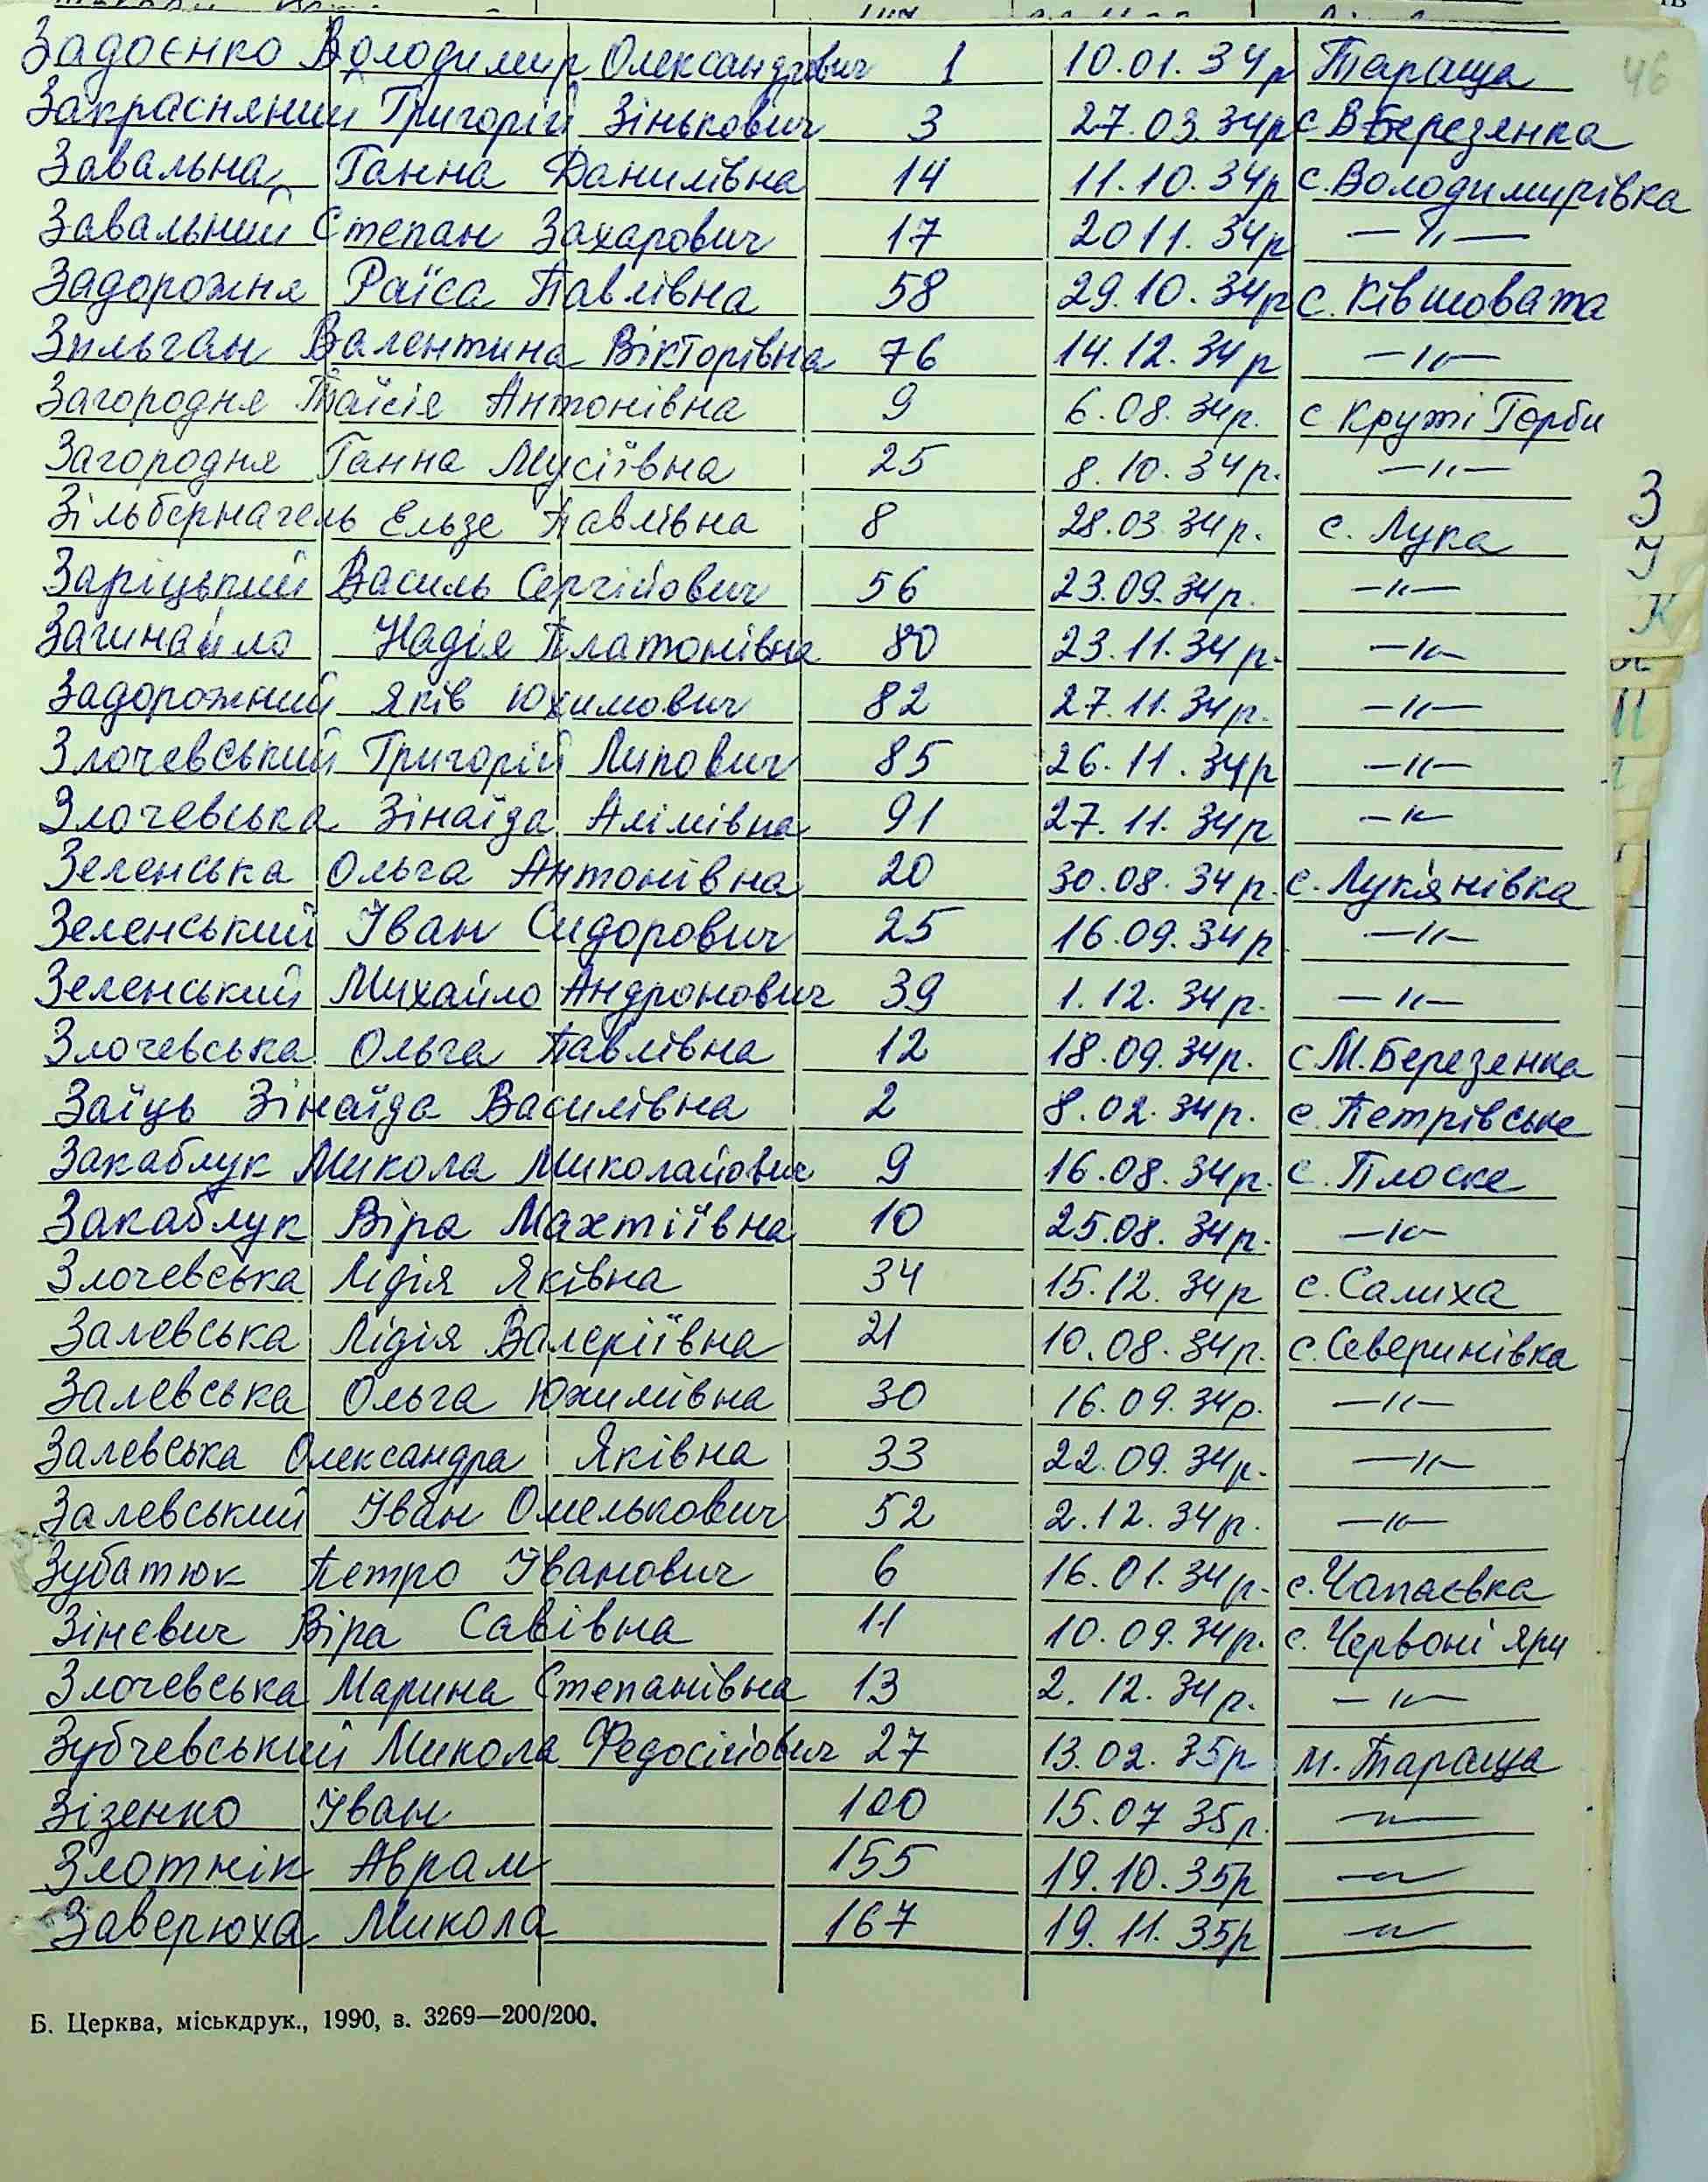 46
Задоєнко Володимир Олександрович 1 10.01.34р Тараща
Закрасняний Григорій Зінькович 3 27.03.34р с В Березянка
Завальна Ганна Данилівна 14 11.10.34р с. Володимирівка
Завальний Степан Захарович 17 2011.34р —"—
Задорожня Раїса Павлівна 58 29.10.34р с. Ківшовата
Зильган Валентина Вікторівна 76 14.12.34р —"—
Загородня Таїсія Антонівна 9 6.08.34р. с Круті Горби
Загородня Ганна Мусіївна 25 8.10.34р. —"—
Зільбернагель Ельзе Павлівна 8 28.03.34р. с. Лука
Заріцький Василь Сергійович 56 23.09.34р. —"—
Загинайло Надія Платонівна 80 23.11.34р. —"—
Задорожний Яків Юхимович 82 27.11.34р. —"—
Злочевський Григорій Липович 85 26.11.34р —"—
Злочевська Зінаїда Алімівна 91 27.11.34р —"—
Зеленська Ольга Антонівна 20 30.08.34р. с. Лук'янівка
Зеленський Іван Сидорович 25 16.09.34р —"—
Зеленський Михайло Андронович 39 1.12.34р. —"—
Злочевська Ольга Павлівна 12 18.09.34р. с М. Березянка
Заїць Зінаїда Василівна 2 8.02.34р. с. Петрівське
Закаблук Микола Миколайович 9 16.08.34р. с. Плоске
Закаблук Віра Махтіївна 10 25.08.34р. —"—
Злочевська Лідія Яківна 34 15.12.34р с. Салиха
Залевська Лідія Валеріївна 21 10.08.34р. с. Северинівка
Залевська Ольга Юхимівна 30 16.09.34р. —"—
Залевська Олександра Яківна 33 22.09.34р. —"—
Залевський Іван Омелькович 52 2.12.34р. —"—
Зубатюк Петро Іванович 6 16.01.34р. с. Чапаєвка
Зінєвич Віра Савівна 11 10.09.34р. с. Червоні яри
Злочевська Марина Степанівна 13 2.12.34р. —"—
Зубчевський Микола Федосійович 27 13.02.35р м. Тараща
Зізенко Іван 100 15.07 35р. —"—
Злотнік Аврам 155 19.10.35р —"—
Заверюха Микола 167 19.11.35р —"—
З
І
К
Б. Церква, міськдрук., 1990, з. 3269—200/200.